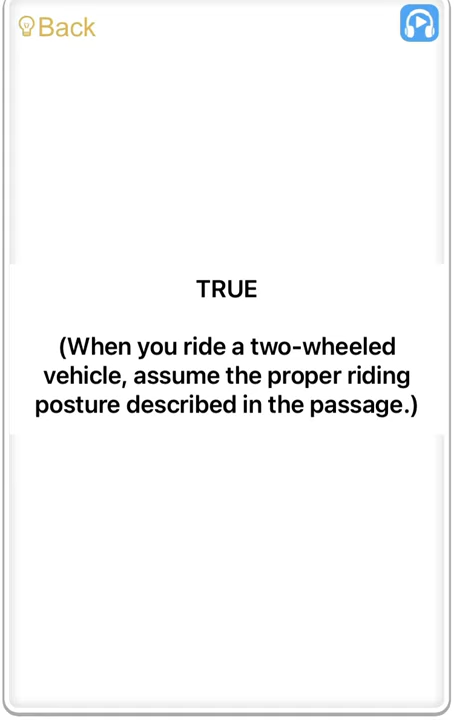 Back
TRUE
(When you ride a two-wheeled
vehicle, assume the proper riding
posture described in the passage.)